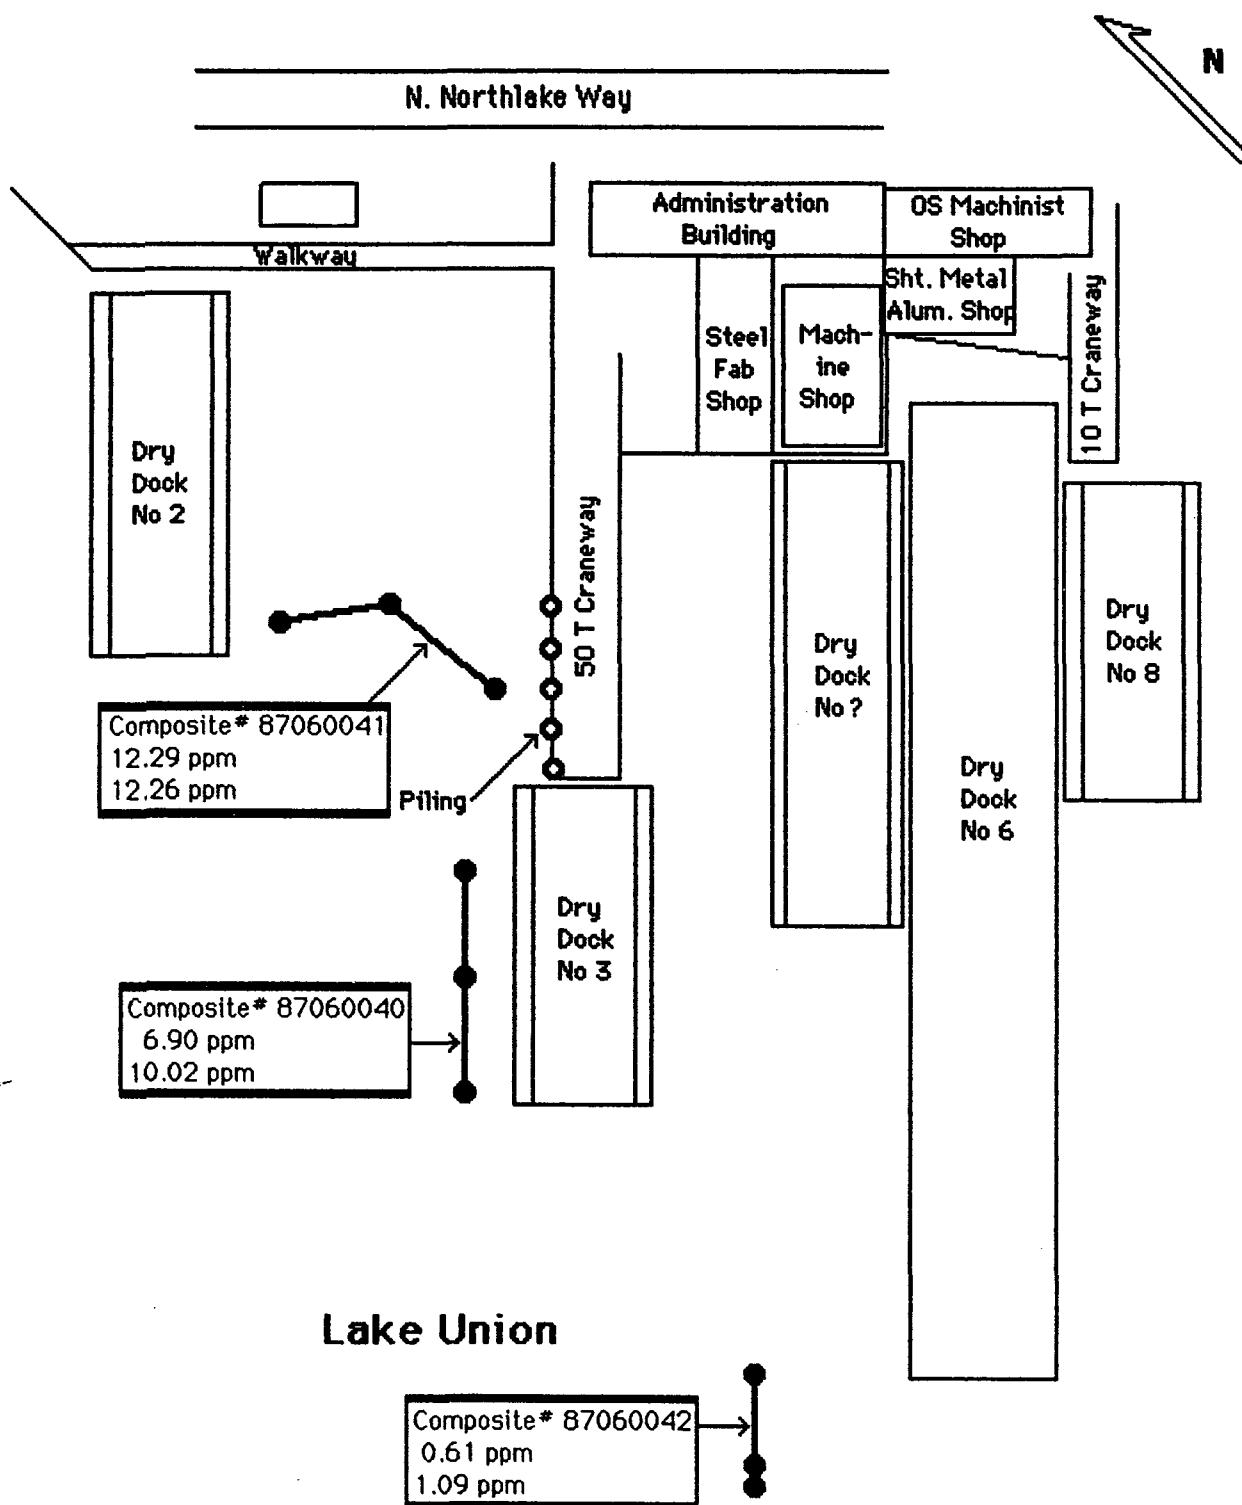 N
N. Northlake Way
Administration
Building
OS Machinist
Shop
Walkway
Sht. Metal
Alum. Shop
10 T Craneway
Steel
Fab
Shop
Mach-
ine
Shop
Dry
Dock
No 2
50 T Craneway
Dry
Dock
No ?
Dry
Dock
No 8
Composite# 87060041
12.29 ppm
12.26 ppm
Piling
Dry
Dock
No 6
Dry
Dock
No 3
Composite# 87060040
6.90 ppm
10.02 ppm
Lake Union
Composite# 87060042
0.61 ppm
1.09 ppm